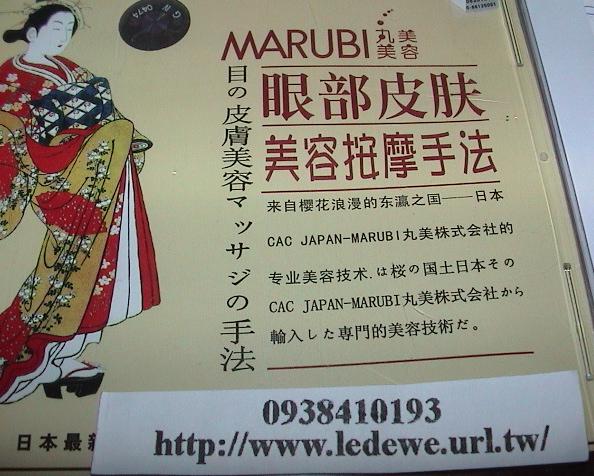 MARUBI 丸美
美容
眼部皮肤
美容按摩手法
目の皮膚美容マッサジの手法
来自樱花浪漫的东瀛之国——日本
CAC JAPAN-MARUBI丸美株式会社的
专业美容技术.は桜の国土日本その
CAC JAPAN-MARUBI丸美株式会社から
輸入した専門的美容技術だ。
日本最新
0938410193
http://www.ledewe.url.tw/